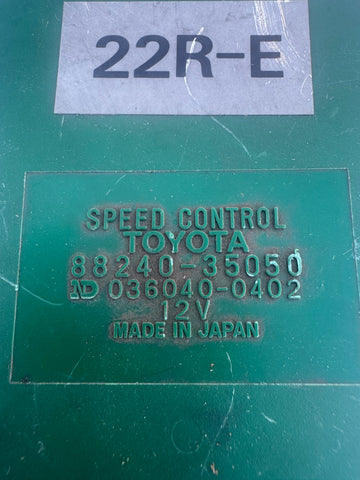 22R-E
SPEED CONTROL
TOYOTA
88240-35050
ND 036040-0402
12V
MADE IN JAPAN